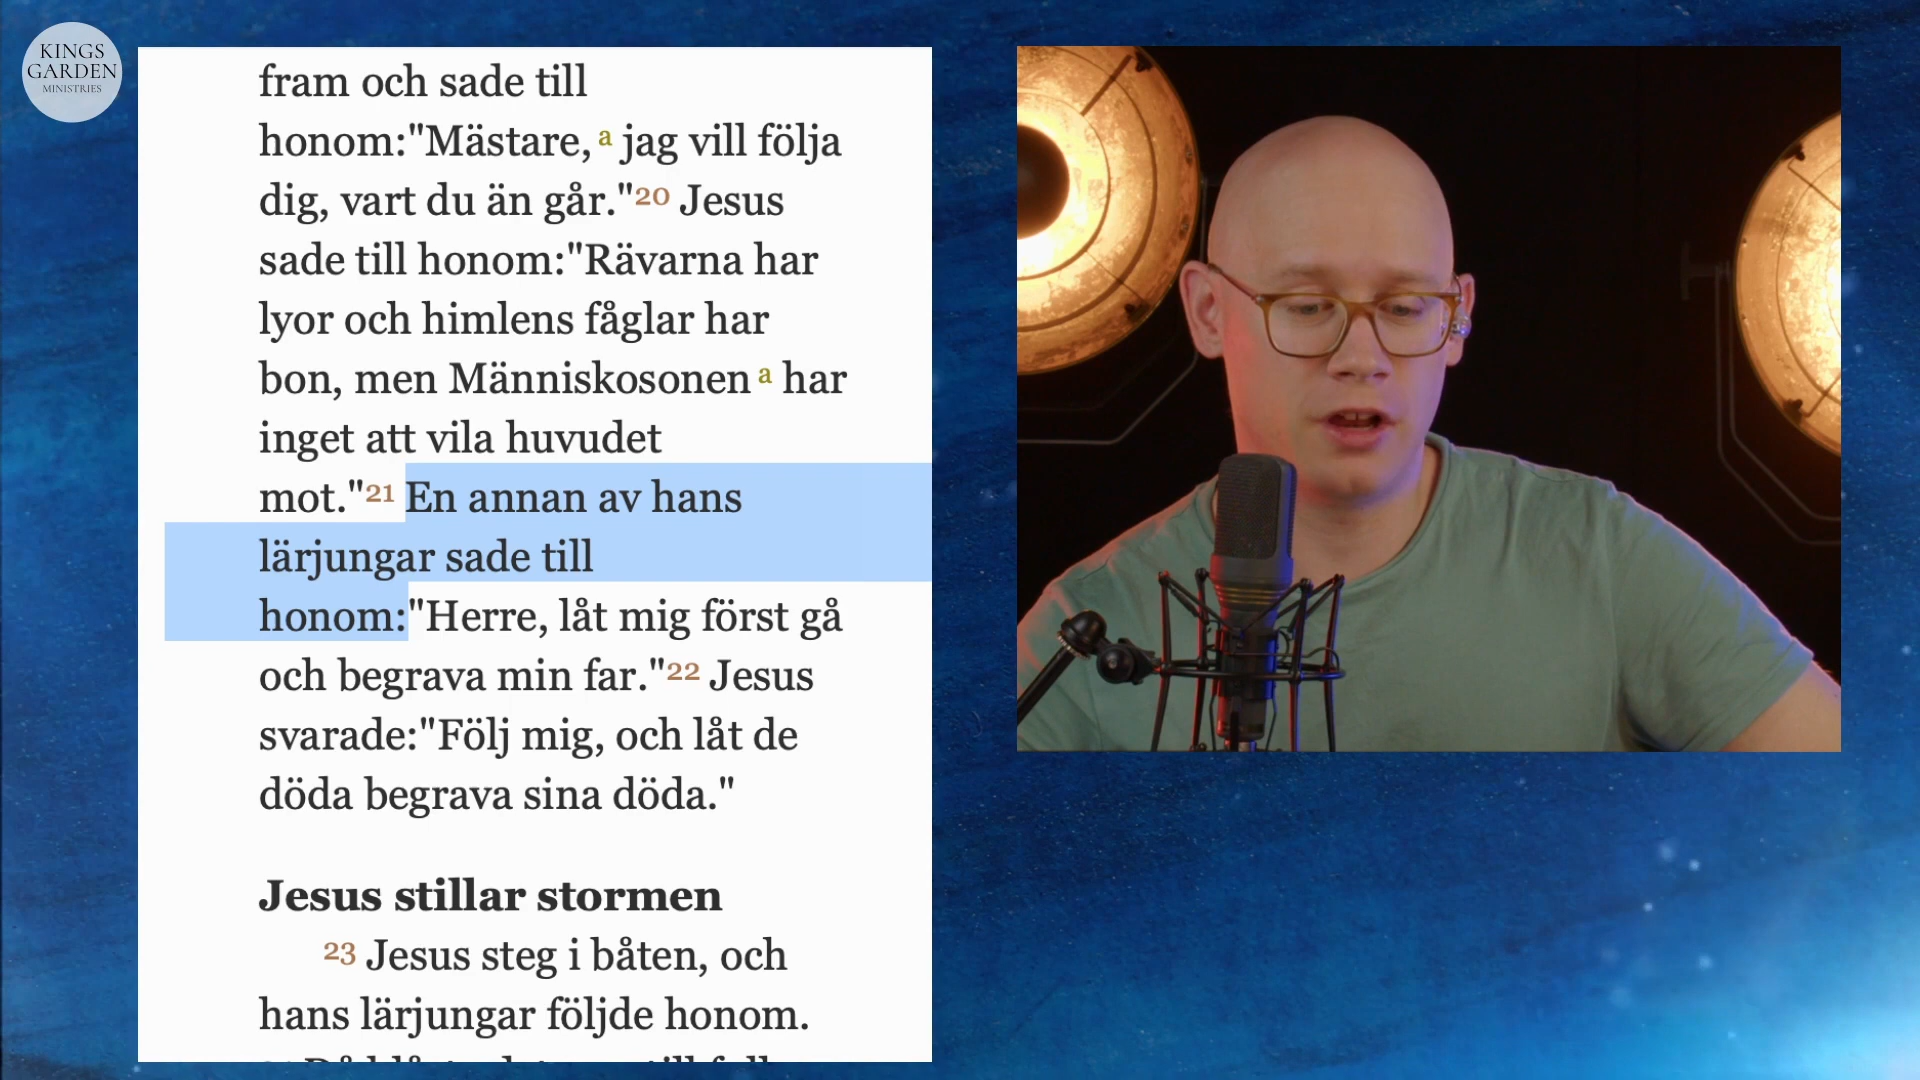 KINGS
GARDEN
MINISTRIES
fram och sade till
honom:"Mästare, a jag vill följa
dig, vart du än går."20 Jesus
sade till honom:"Rävarna har
lyor och himlens fåglar har
bon, men Människosonen a har
inget att vila huvudet
mot."21 En annan av hans
lärjungar sade till
honom:"Herre, låt mig först gå
och begrava min far."22 Jesus
svarade:"Följ mig, och låt de
döda begrava sina döda."
Jesus stillar stormen
23 Jesus steg i båten, och
hans lärjungar följde honom.